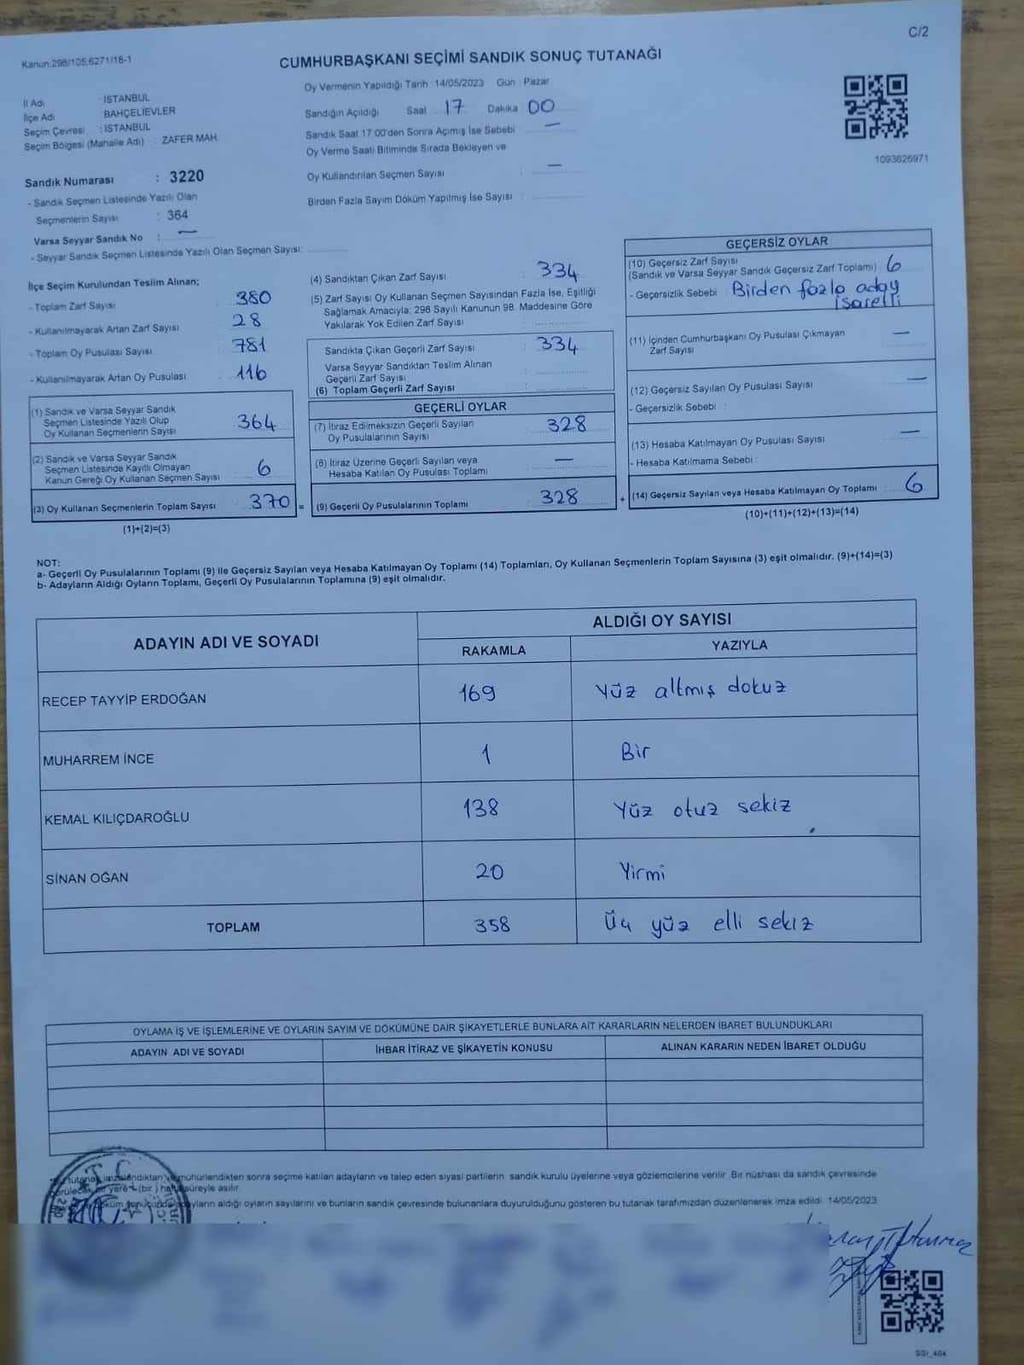 C/2
Kanun:298/105,6271/18-1
CUMHURBAŞKANI SEÇİMİ SANDIK SONUÇ TUTANAĞI
İl Adı : İSTANBUL
İlçe Adı : BAHÇELİEVLER
Seçim Çevresi : İSTANBUL
Seçim Bölgesi (Mahalle Adı) : ZAFER MAH.
Sandık Numarası : 3220
- Sandık Seçmen Listesinde Yazılı Olan
Seçmenlerin Sayısı : 364
Varsa Seyyar Sandık No : —
- Seyyar Sandık Seçmen Listesinde Yazılı Olan Seçmen Sayısı:
Oy Vermenin Yapıldığı Tarih 14/05/2023 Gün Pazar
Sandığın Açıldığı Saat 17 Dakika 00
Sandık Saat 17.00'den Sonra Açımış İse Sebebi : —
Oy Verme Saati Bitiminde Sırada Bekleyen ve
Oy Kullandırılan Seçmen Sayısı : —
Birden Fazla Sayım Döküm Yapılmış İse Sayısı :
1093826971
İlçe Seçim Kurulundan Teslim Alınan;
- Toplam Zarf Sayısı 380
- Kullanılmayarak Artan Zarf Sayısı 28
- Toplam Oy Pusulası Sayısı 781
- Kullanılmayarak Artan Oy Pusulası 116
(1) Sandık ve Varsa Seyyar Sandık
Seçmen Listesinde Yazılı Olup
Oy Kullanan Seçmenlerin Sayısı 364
(2) Sandık ve Varsa Seyyar Sandık
Seçmen Listesinde Kayıtlı Olmayan
Kanun Gereği Oy Kullanan Seçmen Sayısı 6
(3) Oy Kullanan Seçmenlerin Toplam Sayısı 370 =
(1)+(2)=(3)
(4) Sandıktan Çıkan Zarf Sayısı : 334
(5) Zarf Sayısı Oy Kullanan Seçmen Sayısından Fazla İse, Eşitliği
Sağlamak Amacıyla; 298 Sayılı Kanunun 98. Maddesine Göre
Yakılarak Yok Edilen Zarf Sayısı :
Sandıkta Çıkan Geçerli Zarf Sayısı : 334
Varsa Seyyar Sandıktan Teslim Alınan
Geçerli Zarf Sayısı :
(6) Toplam Geçerli Zarf Sayısı :
GEÇERLİ OYLAR
(7) İtiraz Edilmeksizin Geçerli Sayılan
Oy Pusulalarının Sayısı 328
(8) İtiraz Üzerine Geçerli Sayılan veya
Hesaba Katılan Oy Pusulası Toplamı —
(9) Geçerli Oy Pusulalarının Toplamı 328 +
GEÇERSİZ OYLAR
(10) Geçersiz Zarf Sayısı
(Sandık ve Varsa Seyyar Sandık Geçersiz Zarf Toplamı) 6
- Geçersizlik Sebebi : Birden fazla aday
işaretli
(11) İçinden Cumhurbaşkanı Oy Pusulası Çıkmayan
Zarf Sayısı —
(12) Geçersiz Sayılan Oy Pusulası Sayısı —
- Geçersizlik Sebebi :
(13) Hesaba Katılmayan Oy Pusulası Sayısı —
- Hesaba Katılmama Sebebi :
(14) Geçersiz Sayılan veya Hesaba Katılmayan Oy Toplamı 6
(10)+(11)+(12)+(13)=(14)
NOT:
a- Geçerli Oy Pusulalarının Toplamı (9) ile Geçersiz Sayılan veya Hesaba Katılmayan Oy Toplamı (14) Toplamları, Oy Kullanan Seçmenlerin Toplam Sayısına (3) eşit olmalıdır. (9)+(14)=(3)
b- Adayların Aldığı Oyların Toplamı, Geçerli Oy Pusulalarının Toplamına (9) eşit olmalıdır.
ADAYIN ADI VE SOYADI
ALDIĞI OY SAYISI
RAKAMLA YAZIYLA
RECEP TAYYİP ERDOĞAN 169 Yüz altmış dokuz
MUHARREM İNCE 1 Bir
KEMAL KILIÇDAROĞLU 138 Yüz otuz sekiz
SİNAN OĞAN 20 Yirmi
TOPLAM 358 Üç yüz elli sekiz
OYLAMA İŞ VE İŞLEMLERİNE VE OYLARIN SAYIM VE DÖKÜMÜNE DAİR ŞİKAYETLERLE BUNLARA AİT KARARLARIN NELERDEN İBARET BULUNDUKLARI
ADAYIN ADI VE SOYADI İHBAR İTİRAZ VE ŞİKAYETİN KONUSU ALINAN KARARIN NEDEN İBARET OLDUĞU
mühürlendikten sonra seçime katılan adayların ve talep eden siyasi partilerin sandık kurulu üyelerine veya gözlemcilerine verilir. Bir nüshası da sandık çevresinde
yere (bir) hafta süreyle asılır.
aldığı oyların sayılarını ve bunların sandık çevresinde bulunanlara duyurulduğunu gösteren bu tutanak tarafımızdan düzenlenerek imza edildi. 14/05/2023
T.C.